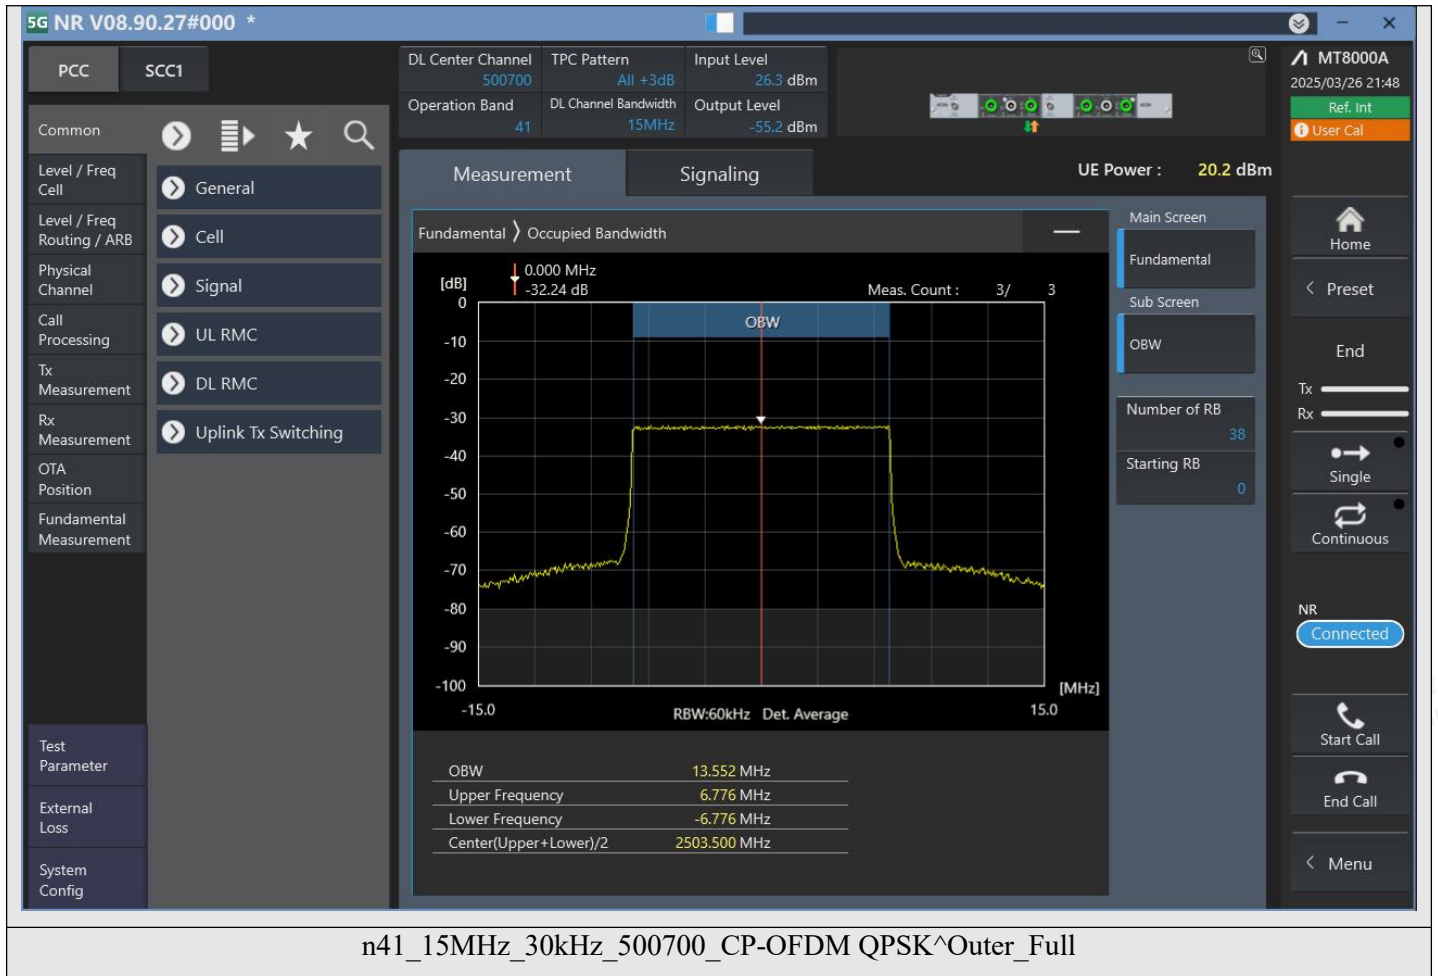 5G NR V08.90.27#000 *
PCC
SCC1
DL Center Channel
500700
TPC Pattern
All +3dB
Input Level
26.3 dBm
Operation Band
41
DL Channel Bandwidth
15MHz
Output Level
-55.2 dBm
MT8000A
2025/03/26 21:48
Ref. Int
User Cal
Common
Level / Freq
Cell
Level / Freq
Routing / ARB
Physical
Channel
Call
Processing
Tx
Measurement
Rx
Measurement
OTA
Position
Fundamental
Measurement
Test
Parameter
External
Loss
System
Config
General
Cell
Signal
UL RMC
DL RMC
Uplink Tx Switching
Measurement
Signaling
UE Power : 20.2 dBm
Fundamental > Occupied Bandwidth
[dB]
0.000 MHz
-32.24 dB
Meas. Count : 3/ 3
OBW
0
-10
-20
-30
-40
-50
-60
-70
-80
-90
-100
[MHz]
-15.0
RBW:60kHz Det. Average
15.0
OBW 13.552 MHz
Upper Frequency 6.776 MHz
Lower Frequency -6.776 MHz
Center(Upper+Lower)/2 2503.500 MHz
Main Screen
Fundamental
Sub Screen
OBW
Number of RB
38
Starting RB
0
Home
< Preset
End
Tx
Rx
Single
Continuous
NR
Connected
Start Call
End Call
< Menu
n41_15MHz_30kHz_500700_CP-OFDM QPSK^Outer_Full